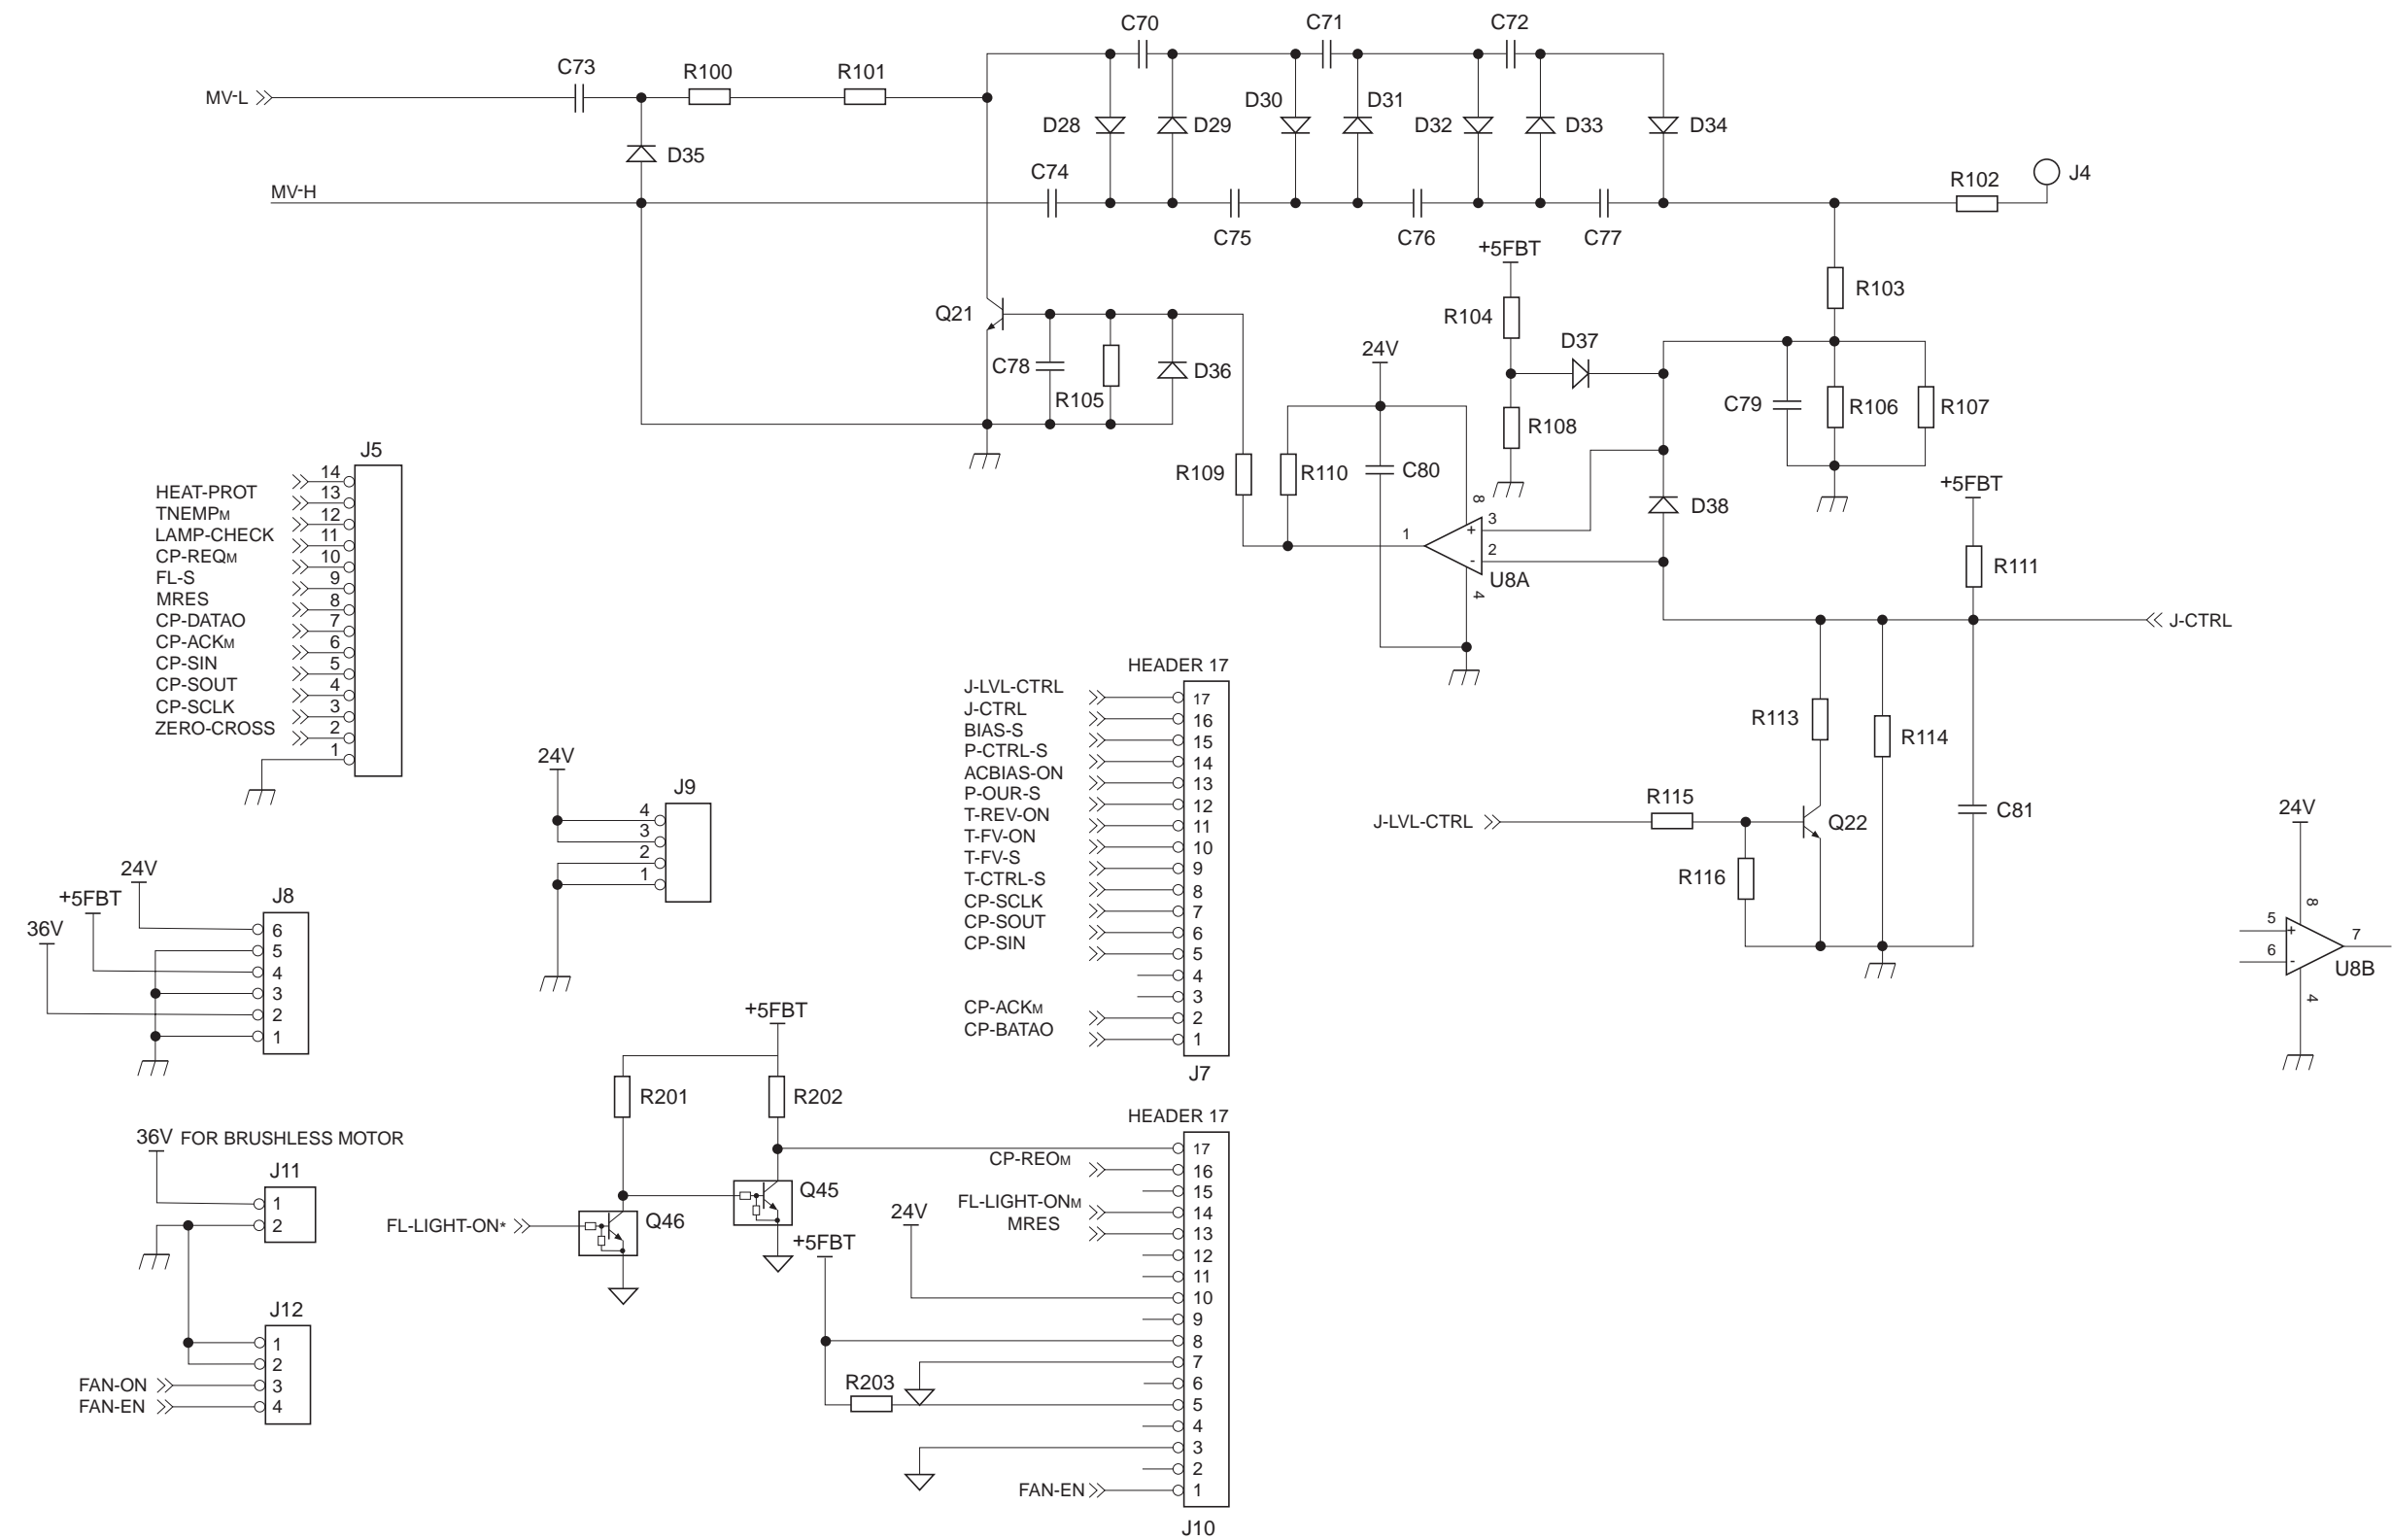 C70
C71
C72
C73
R100
R101
MV-L
D28
D29
D30
D31
D32
D33
D34
D35
MV-H
C74
C75
C76
C77
R102
J4
+5FBT
Q21
C78
R105
D36
R104
D37
R103
24V
R108
C79
R106
R107
R109
R110
C80
8
3
1
+
2
-
U8A
4
D38
+5FBT
R111
J-CTRL
J5
14
HEAT-PROT 13
TNEMPM 12
LAMP-CHECK 11
CP-REQM 10
FL-S 9
MRES 8
CP-DATAO 7
CP-ACKM 6
CP-SIN 5
CP-SOUT 4
CP-SCLK 3
ZERO-CROSS 2
1
HEADER 17
J-LVL-CTRL 17
J-CTRL 16
BIAS-S 15
P-CTRL-S 14
ACBIAS-ON 13
P-OUR-S 12
T-REV-ON 11
T-FV-ON 10
T-FV-S 9
T-CTRL-S 8
CP-SCLK 7
CP-SOUT 6
CP-SIN 5
4
3
CP-ACKM 2
CP-BATAO 1
J7
R113
R114
J-LVL-CTRL
R115
Q22
C81
R116
24V
8
5
+
7
6
-
U8B
4
24V
J9
4
3
2
1
24V
+5FBT
36V
J8
6
5
4
3
2
1
+5FBT
R201
R202
36V FOR BRUSHLESS MOTOR
J11
1
2
FL-LIGHT-ON*
Q46
Q45
J12
1
2
FAN-ON 3
FAN-EN 4
HEADER 17
17
CP-REOM 16
15
FL-LIGHT-ONM 14
MRES 13
12
11
24V
10
9
+5FBT
8
7
6
R203
5
4
3
2
FAN-EN 1
J10